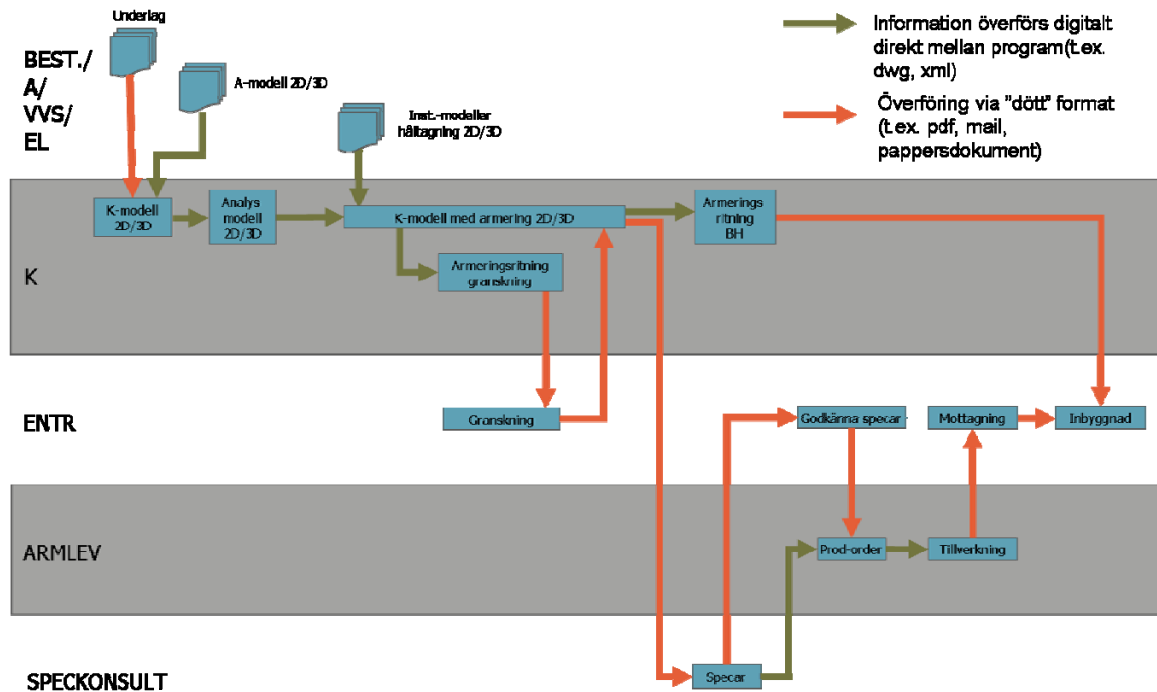 Underlag
BEST./
A/
VVS/
EL
A-modell 2D/3D
Inst.-modeller
håltagning 2D/3D
Information överförs digitalt
direkt mellan program(t.ex.
dwg, xml)
Överföring via "dött" format
(t.ex. pdf, mail,
pappersdokument)
K
K-modell
2D/3D
Analys
modell
2D/3D
K-modell med armering 2D/3D
Armerings
ritning
BH
Armeringsritning
granskning
ENTR
Granskning
Godkänna specar
Mottagning
Inbyggnad
ARMLEV
Prod-order
Tillverkning
SPECKONSULT
Specar